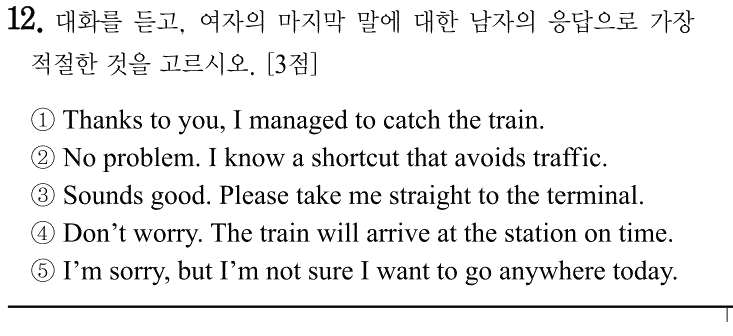 12. 대화를 듣고, 여자의 마지막 말에 대한 남자의 응답으로 가장
적절한 것을 고르시오. [3점]
① Thanks to you, I managed to catch the train.
② No problem. I know a shortcut that avoids traffic.
③ Sounds good. Please take me straight to the terminal.
④ Don’t worry. The train will arrive at the station on time.
⑤ I’m sorry, but I’m not sure I want to go anywhere today.